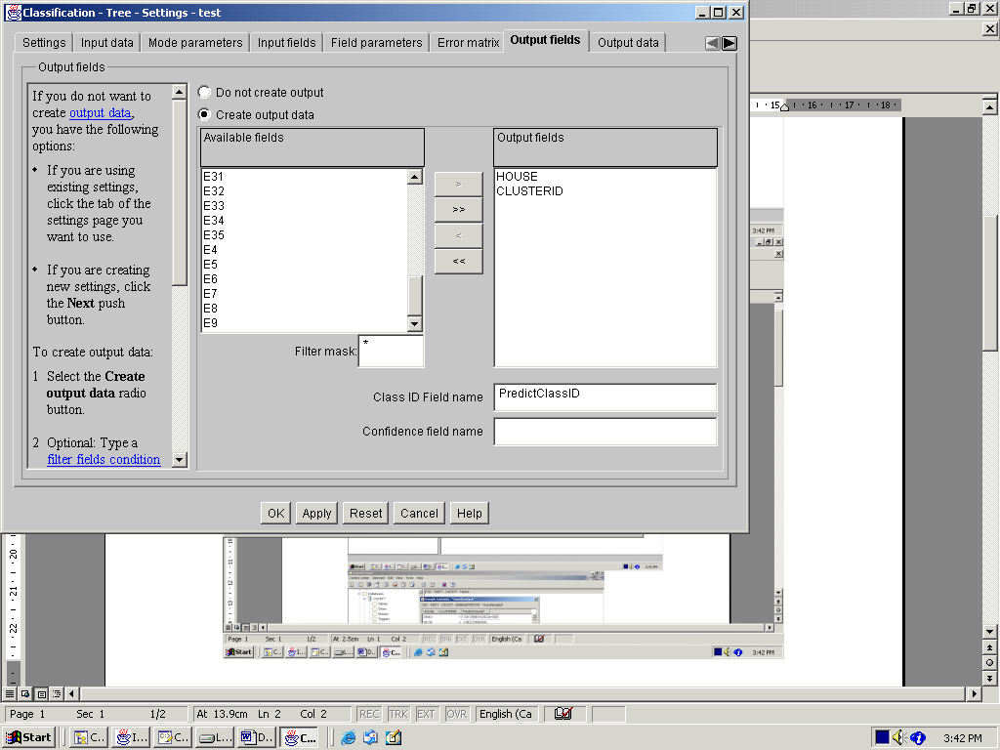 Classification - Tree - Settings - test
Settings
Input data
Mode parameters
Input fields
Field parameters
Error matrix
Output fields
Output data
Output fields
If you do not want to
create output data,
you have the following
options:
• If you are using
existing settings,
click the tab of the
settings page you
want to use.
• If you are creating
new settings, click
the Next push
button.
To create output data:
1 Select the Create
output data radio
button.
2 Optional: Type a
filter fields condition
Do not create output
Create output data
Available fields
E31
E32
E33
E34
E35
E4
E5
E6
E7
E8
E9
>
>>
<
<<
Output fields
HOUSE
CLUSTERID
Filter mask:
*
Class ID Field name
PredictClassID
Confidence field name
OK
Apply
Reset
Cancel
Help
15 16 17 18
3:42 PM
20
21
22
Page 1 Sec 1 1/2 At 2.5cm Ln 1 Col 2 REC TRK EXT OVR English (Ca
Start C... I... C... L... D... C... 3:42 PM
Page 1 Sec 1 1/2 At 13.9cm Ln 2 Col 2 REC TRK EXT OVR English (Ca
Start C.. I... C.. L... D.. C... 3:42 PM